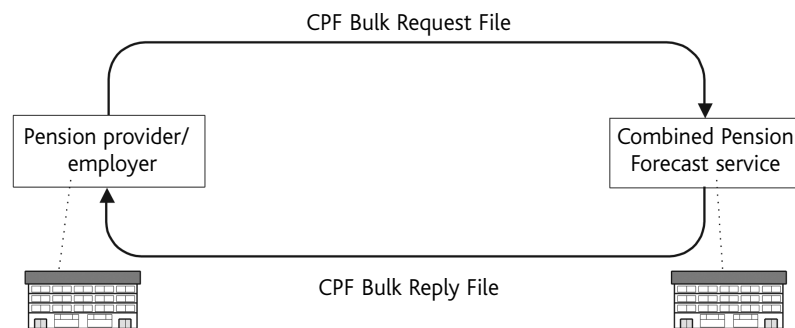 CPF Bulk Request File
Pension provider/
employer
Combined Pension
Forecast service
CPF Bulk Reply File